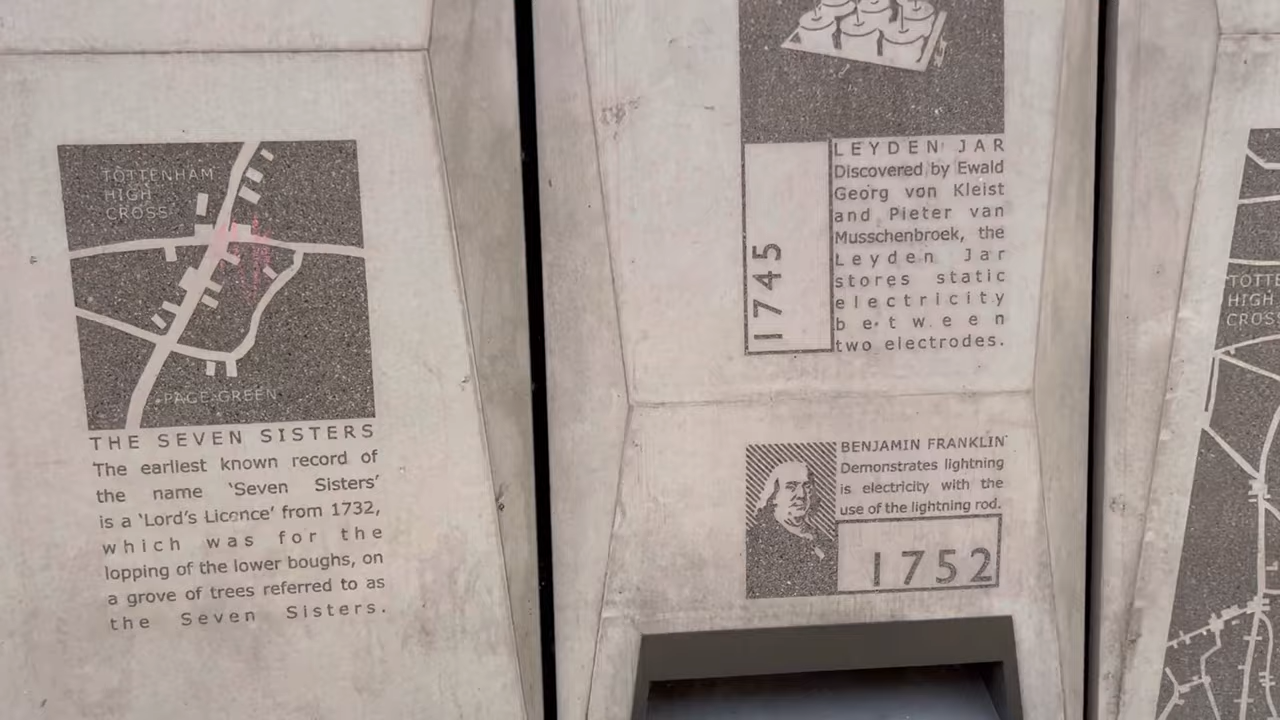 TOTTENHAM
HIGH
CROSS
PAGE GREEN
THE SEVEN SISTERS
The earliest known record of
the name ‘Seven Sisters’
is a ‘Lord’s Licence’ from 1732,
which was for the
lopping of the lower boughs, on
a grove of trees referred to as
the Seven Sisters.
LEYDEN JAR
Discovered by Ewald
Georg von Kleist
and Pieter van
Musschenbroek, the
Leyden Jar
stores static
electricity
between
two electrodes.
1745
BENJAMIN FRANKLIN
Demonstrates lightning
is electricity with the
use of the lightning rod.
1752
HIGH